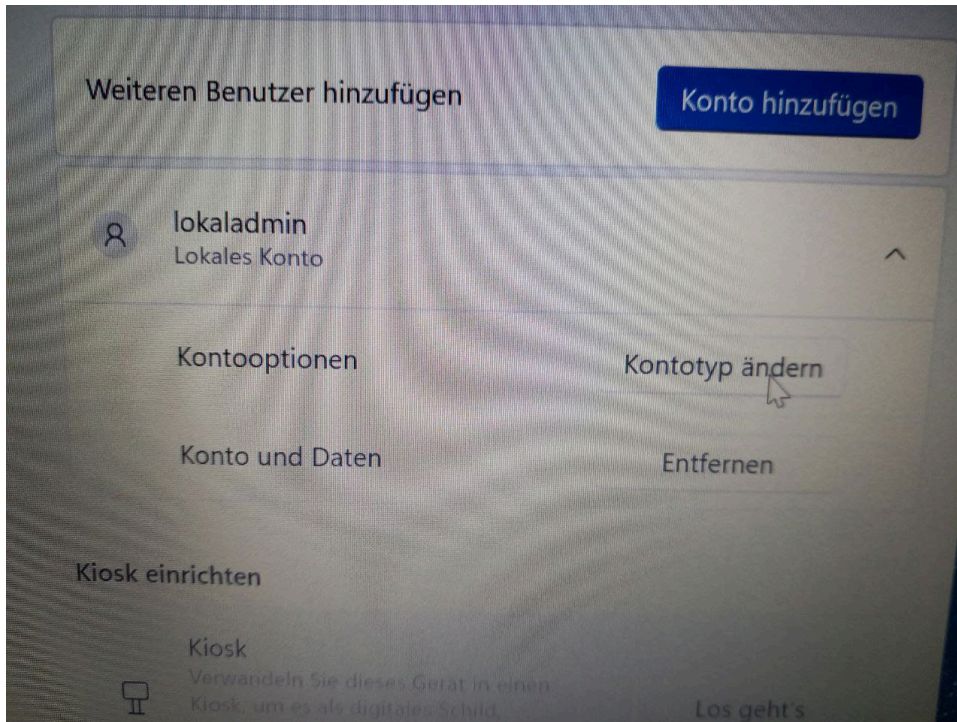 Weiteren Benutzer hinzufügen
Konto hinzufügen
lokaladmin
Lokales Konto
Kontooptionen
Kontotyp ändern
Konto und Daten
Entfernen
Kiosk einrichten
Kiosk
Verwandeln Sie dieses Gerät in einen
Kiosk, um es als digitales Schild,
Los geht's